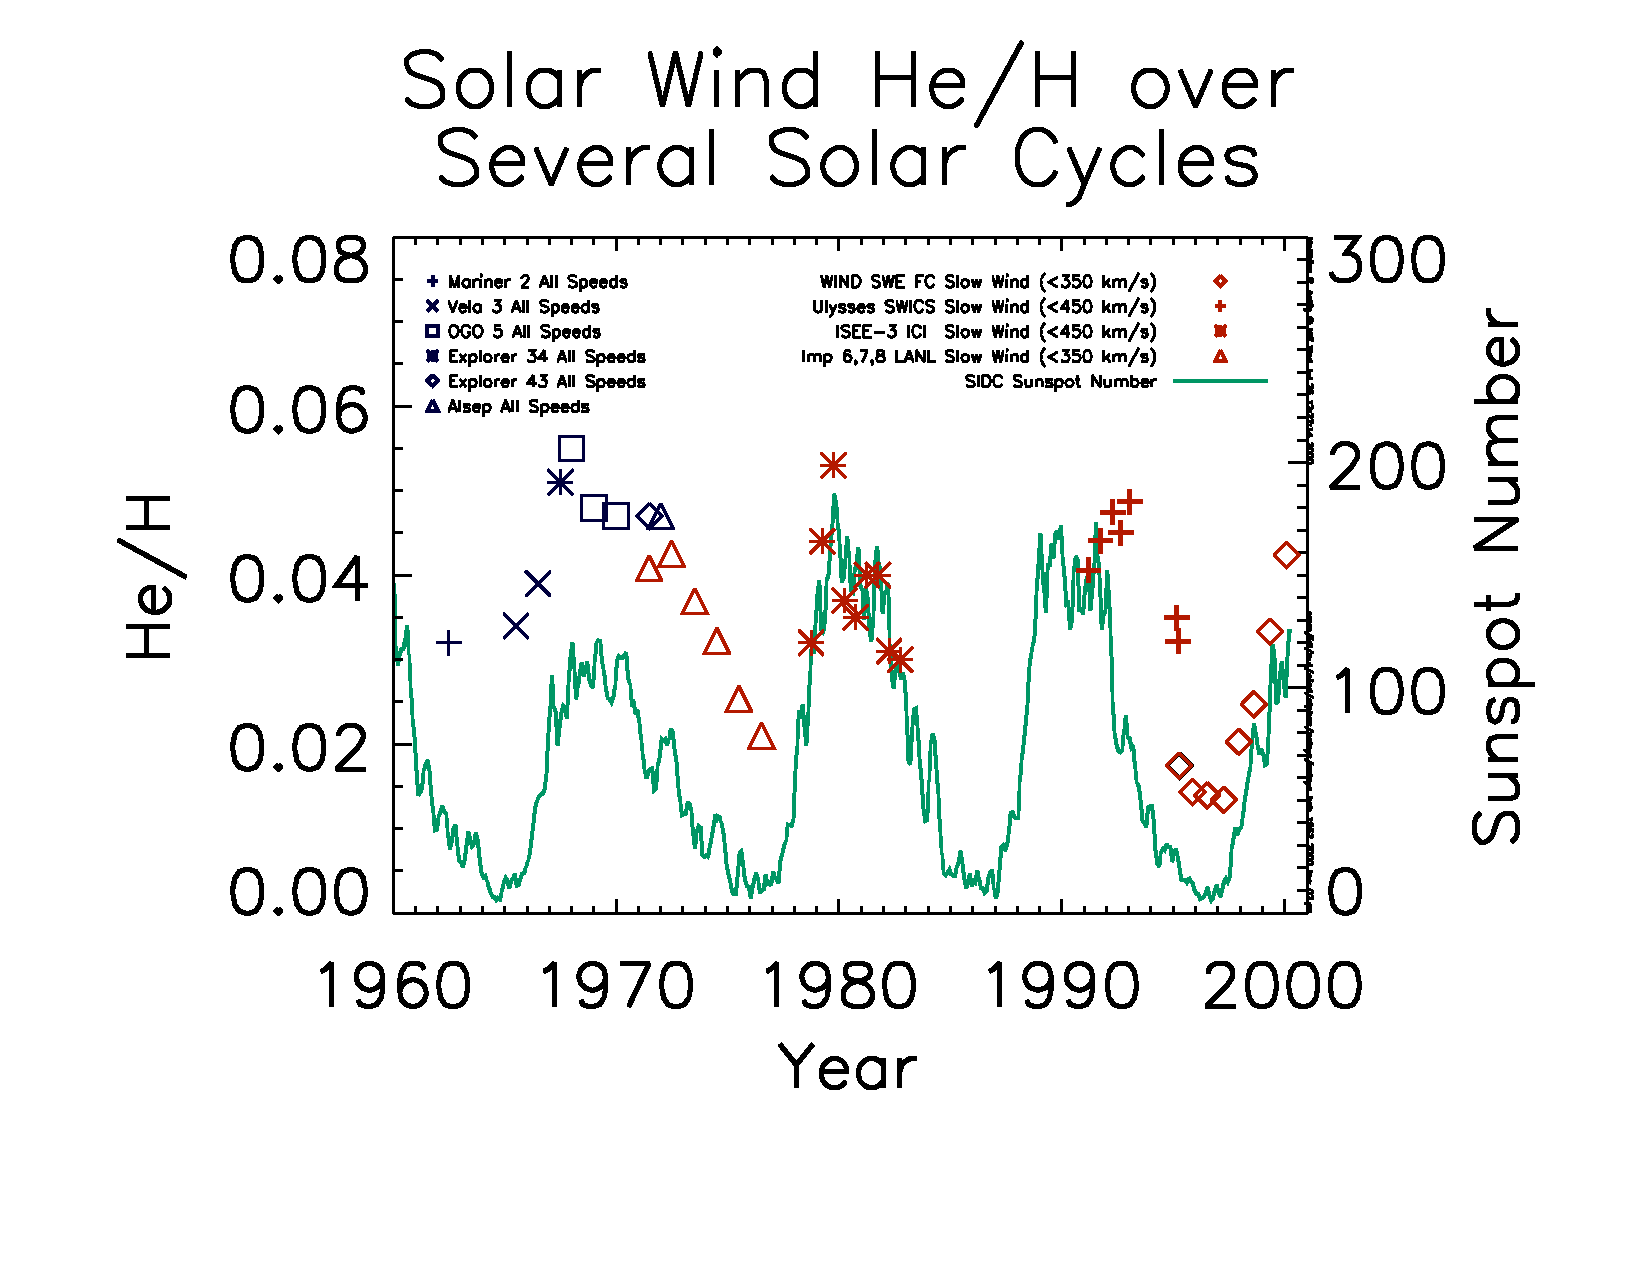 Solar Wind He/H over
Several Solar Cycles
0.08
0.06
0.04
0.02
0.00
He/H
300
200
100
0
Sunspot Number
Mariner 2 All Speeds
Vela 3 All Speeds
OGO 5 All Speeds
Explorer 34 All Speeds
Explorer 43 All Speeds
Alsep All Speeds
WIND SWE FC Slow Wind (<350 km/s)
Ulysses SWICS Slow Wind (<450 km/s)
ISEE-3 ICI Slow Wind (<450 km/s)
Imp 6,7,8 LANL Slow Wind (<350 km/s)
SIDC Sunspot Number
1960 1970 1980 1990 2000
Year